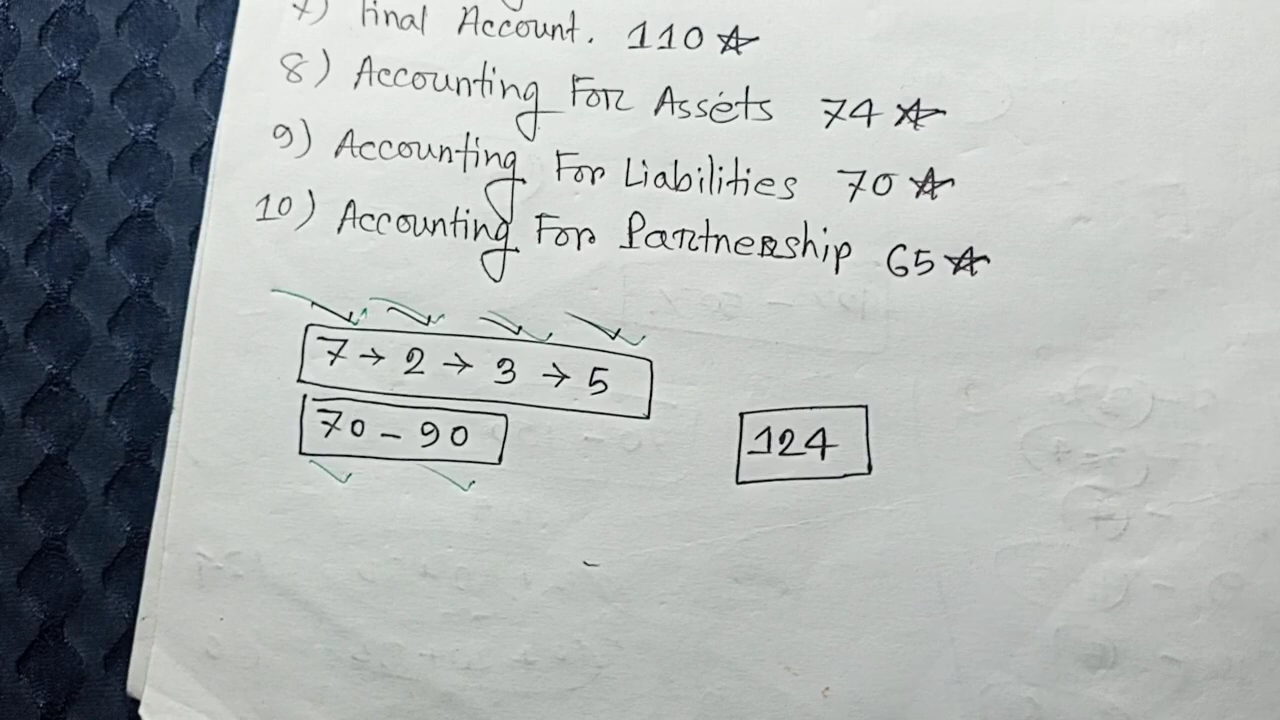 7) Final Account. 110 ☆
8) Accounting For Assets 74 ☆
9) Accounting For Liabilities 70 ☆
10) Accounting For Partnership 65 ☆
7 → 2 → 3 → 5
70 - 90
124